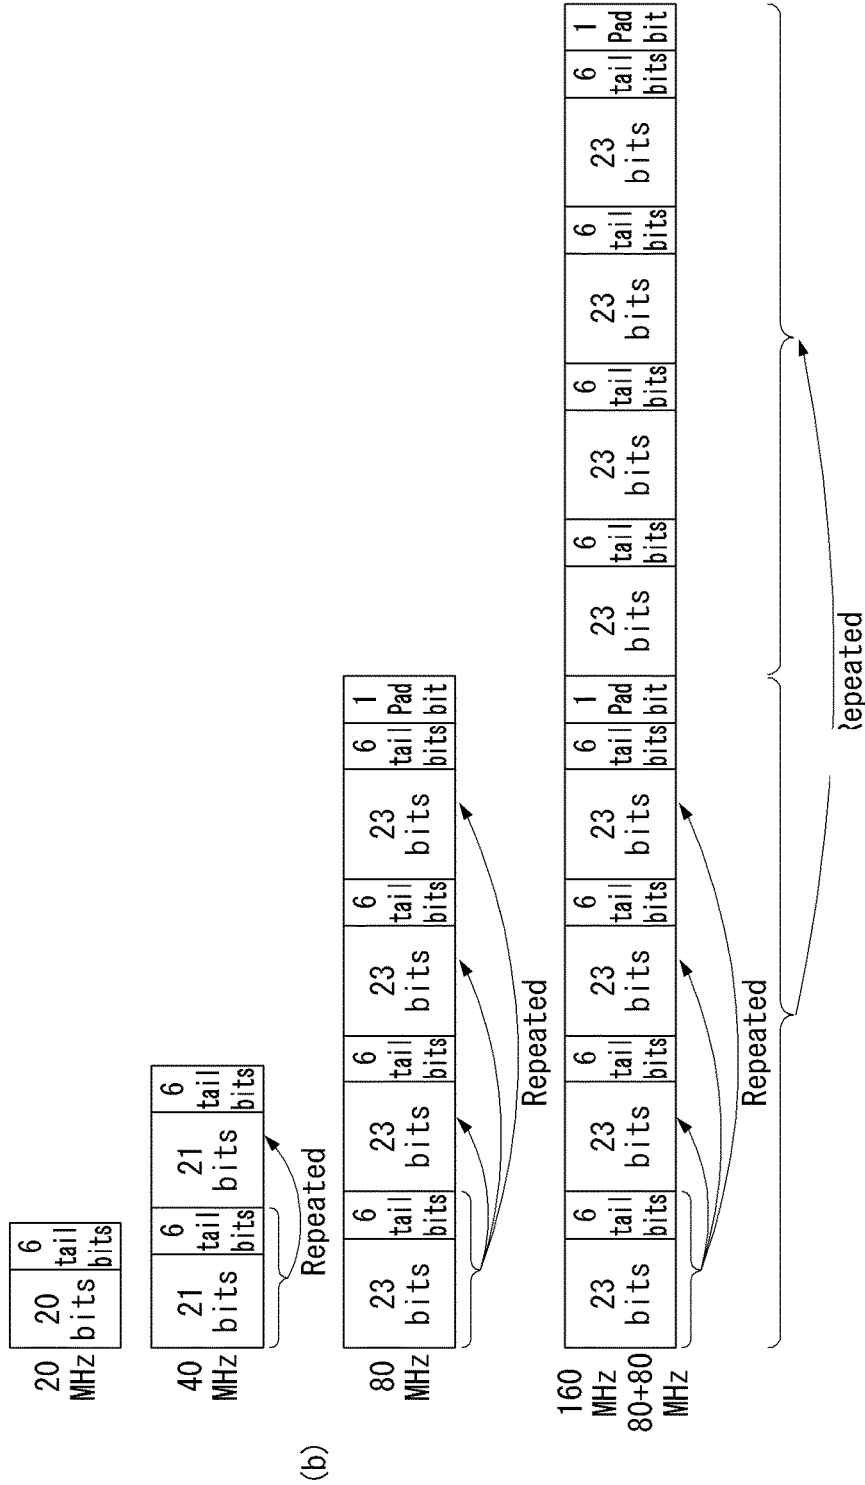 20
MHz
20
bits
6
tail
bits
40
MHz
21
bits
6
tail
bits
21
bits
6
tail
bits
Repeated
(b)
80
MHz
23
bits
6
tail
bits
23
bits
6
tail
bits
23
bits
6
tail
bits
23
bits
6
tail
bits
1
Pad
bit
Repeated
160
MHz
80+80
MHz
23
bits
6
tail
bits
23
bits
6
tail
bits
23
bits
6
tail
bits
23
bits
6
tail
bits
1
Pad
bit
23
bits
6
tail
bits
23
bits
6
tail
bits
23
bits
6
tail
bits
23
bits
6
tail
bits
1
Pad
bit
Repeated
Repeated